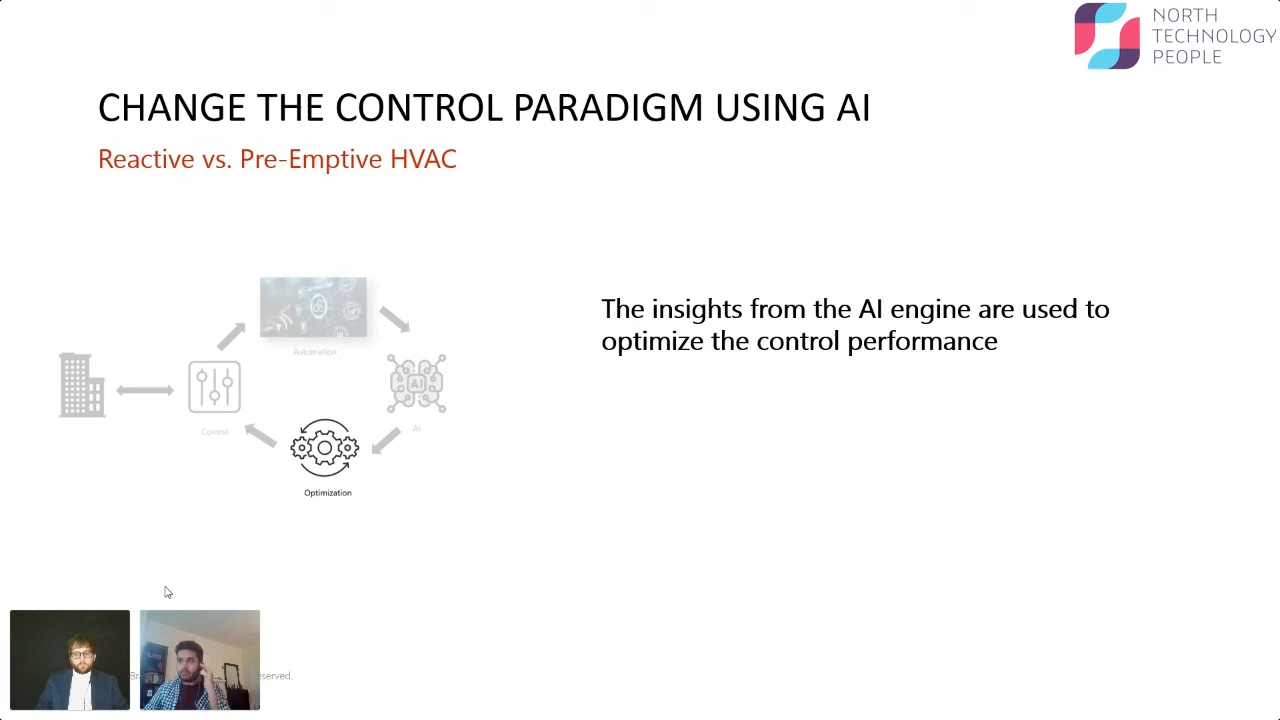 NORTH
TECHNOLOGY
PEOPLE
CHANGE THE CONTROL PARADIGM USING AI
Reactive vs. Pre-Emptive HVAC
The insights from the AI engine are used to
optimize the control performance
Automation
AI
AI
Control
Optimization